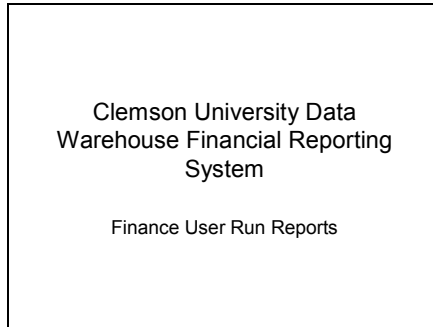 Clemson University Data
Warehouse Financial Reporting
System
Finance User Run Reports